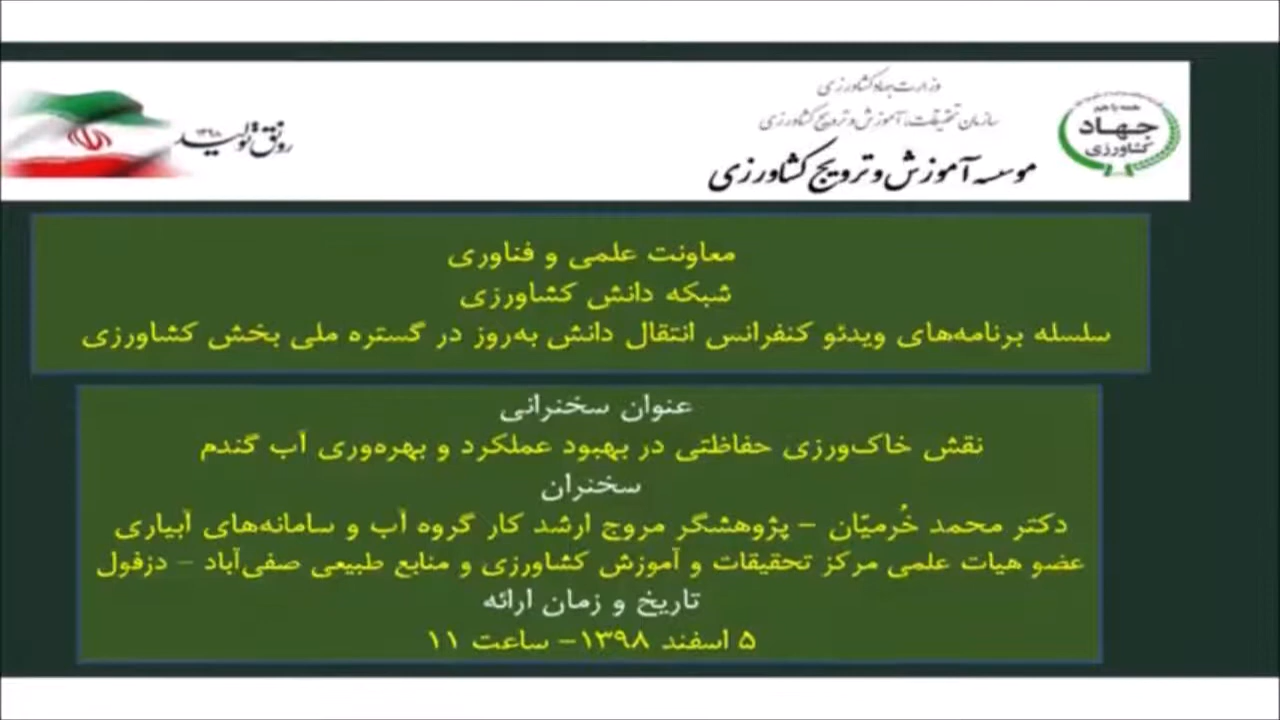 وزارت جهاد کشاورزی
سازمان تحقیقات، آموزش و ترویج کشاورزی
موسسه آموزش و ترویج کشاورزی
همه با هم
جهاد
کشاورزی
رونق تولید
۱۳۹۸
معاونت علمی و فناوری
شبکه دانش کشاورزی
سلسله برنامه‌های ویدئو کنفرانس انتقال دانش به‌روز در گستره ملی بخش کشاورزی
عنوان سخنرانی
نقش خاک‌ورزی حفاظتی در بهبود عملکرد و بهره‌وری آب گندم
سخنران
دکتر محمد خُرمیّان – پژوهشگر مروج ارشد کار گروه آب و سامانه‌های آبیاری
عضو هیات علمی مرکز تحقیقات و آموزش کشاورزی و منابع طبیعی صفی‌آباد – دزفول
تاریخ و زمان ارائه
۵ اسفند ۱۳۹۸– ساعت ۱۱